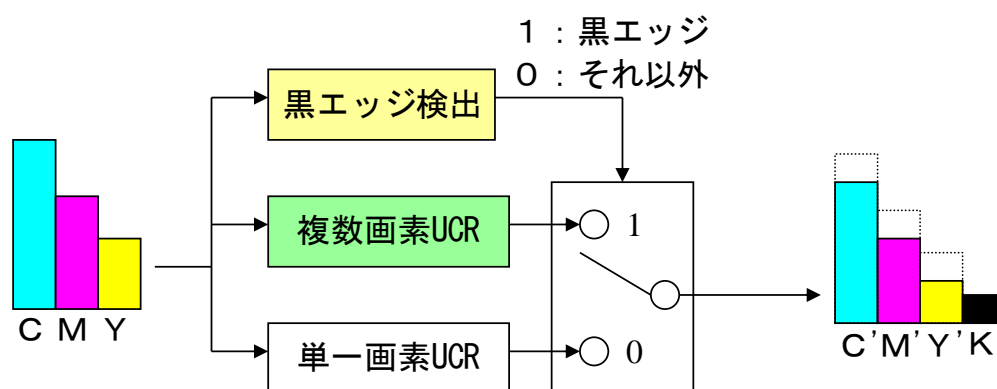 １：黒エッジ
０：それ以外
黒エッジ検出
複数画素UCR
1
単一画素UCR
0
C M Y
C'M'Y'K